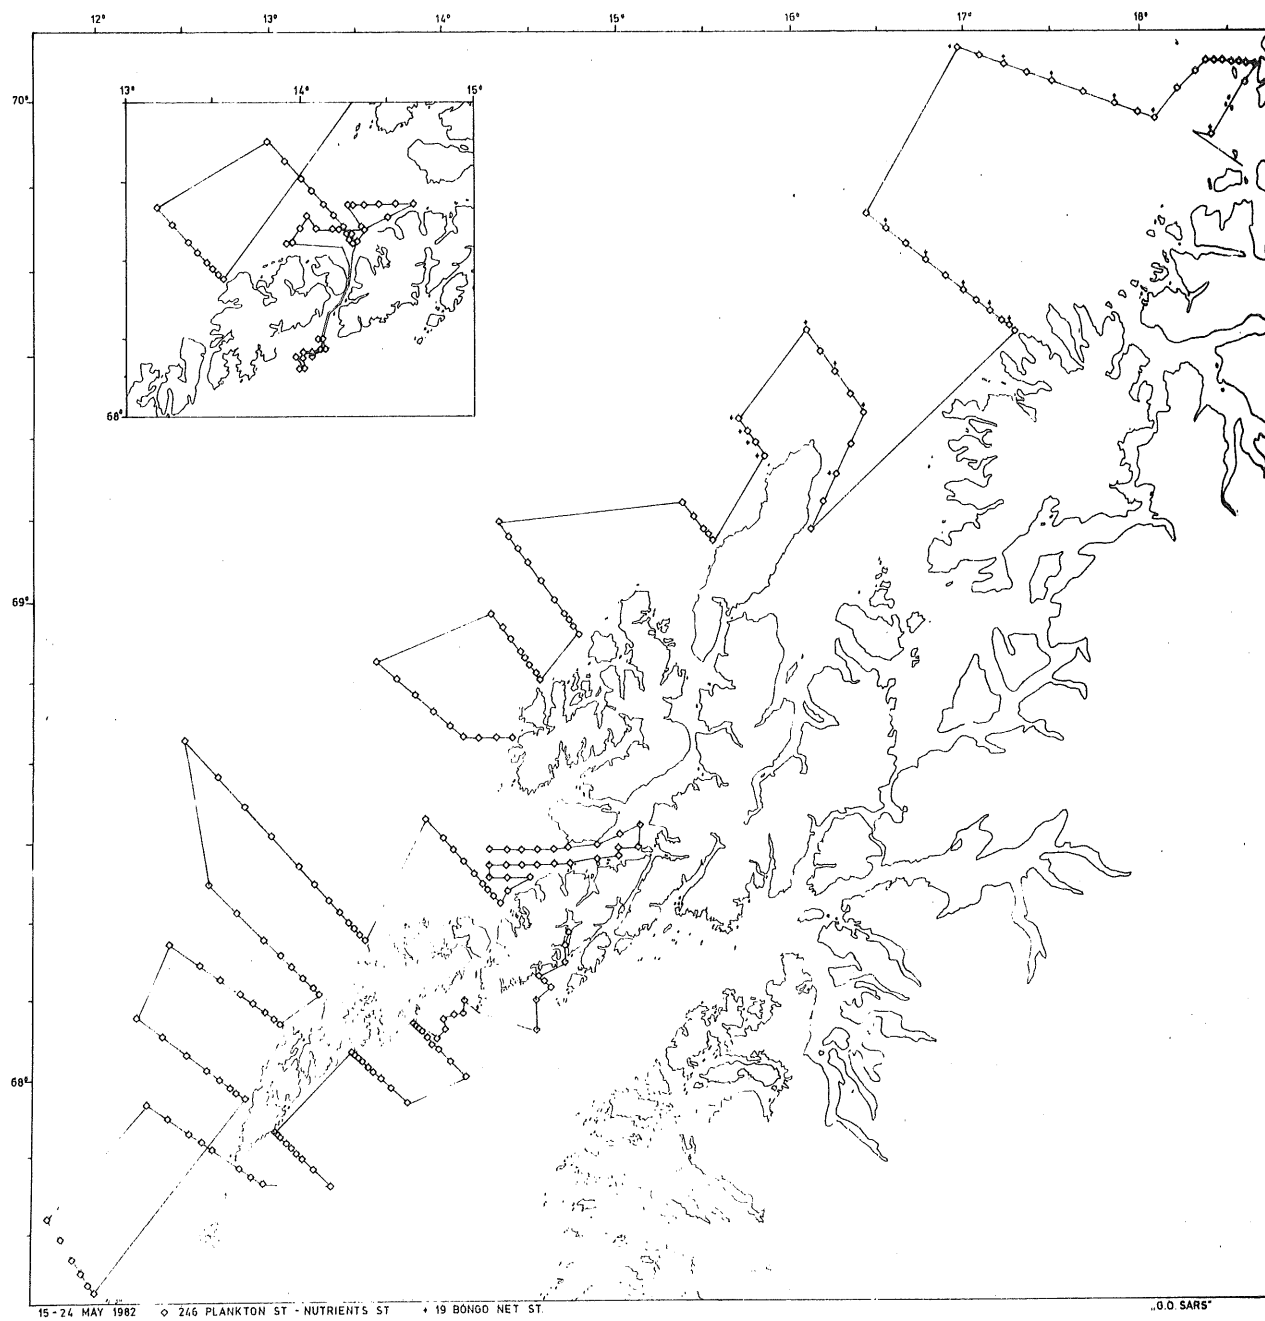 12° 13° 14° 15° 16° 17° 18°
70°
13° 14° 15°
68°
69°
68°
15-24 MAY 1982 ◇ 246 PLANKTON ST - NUTRIENTS ST + 19 BONGO NET ST.
„G.O. SARS"